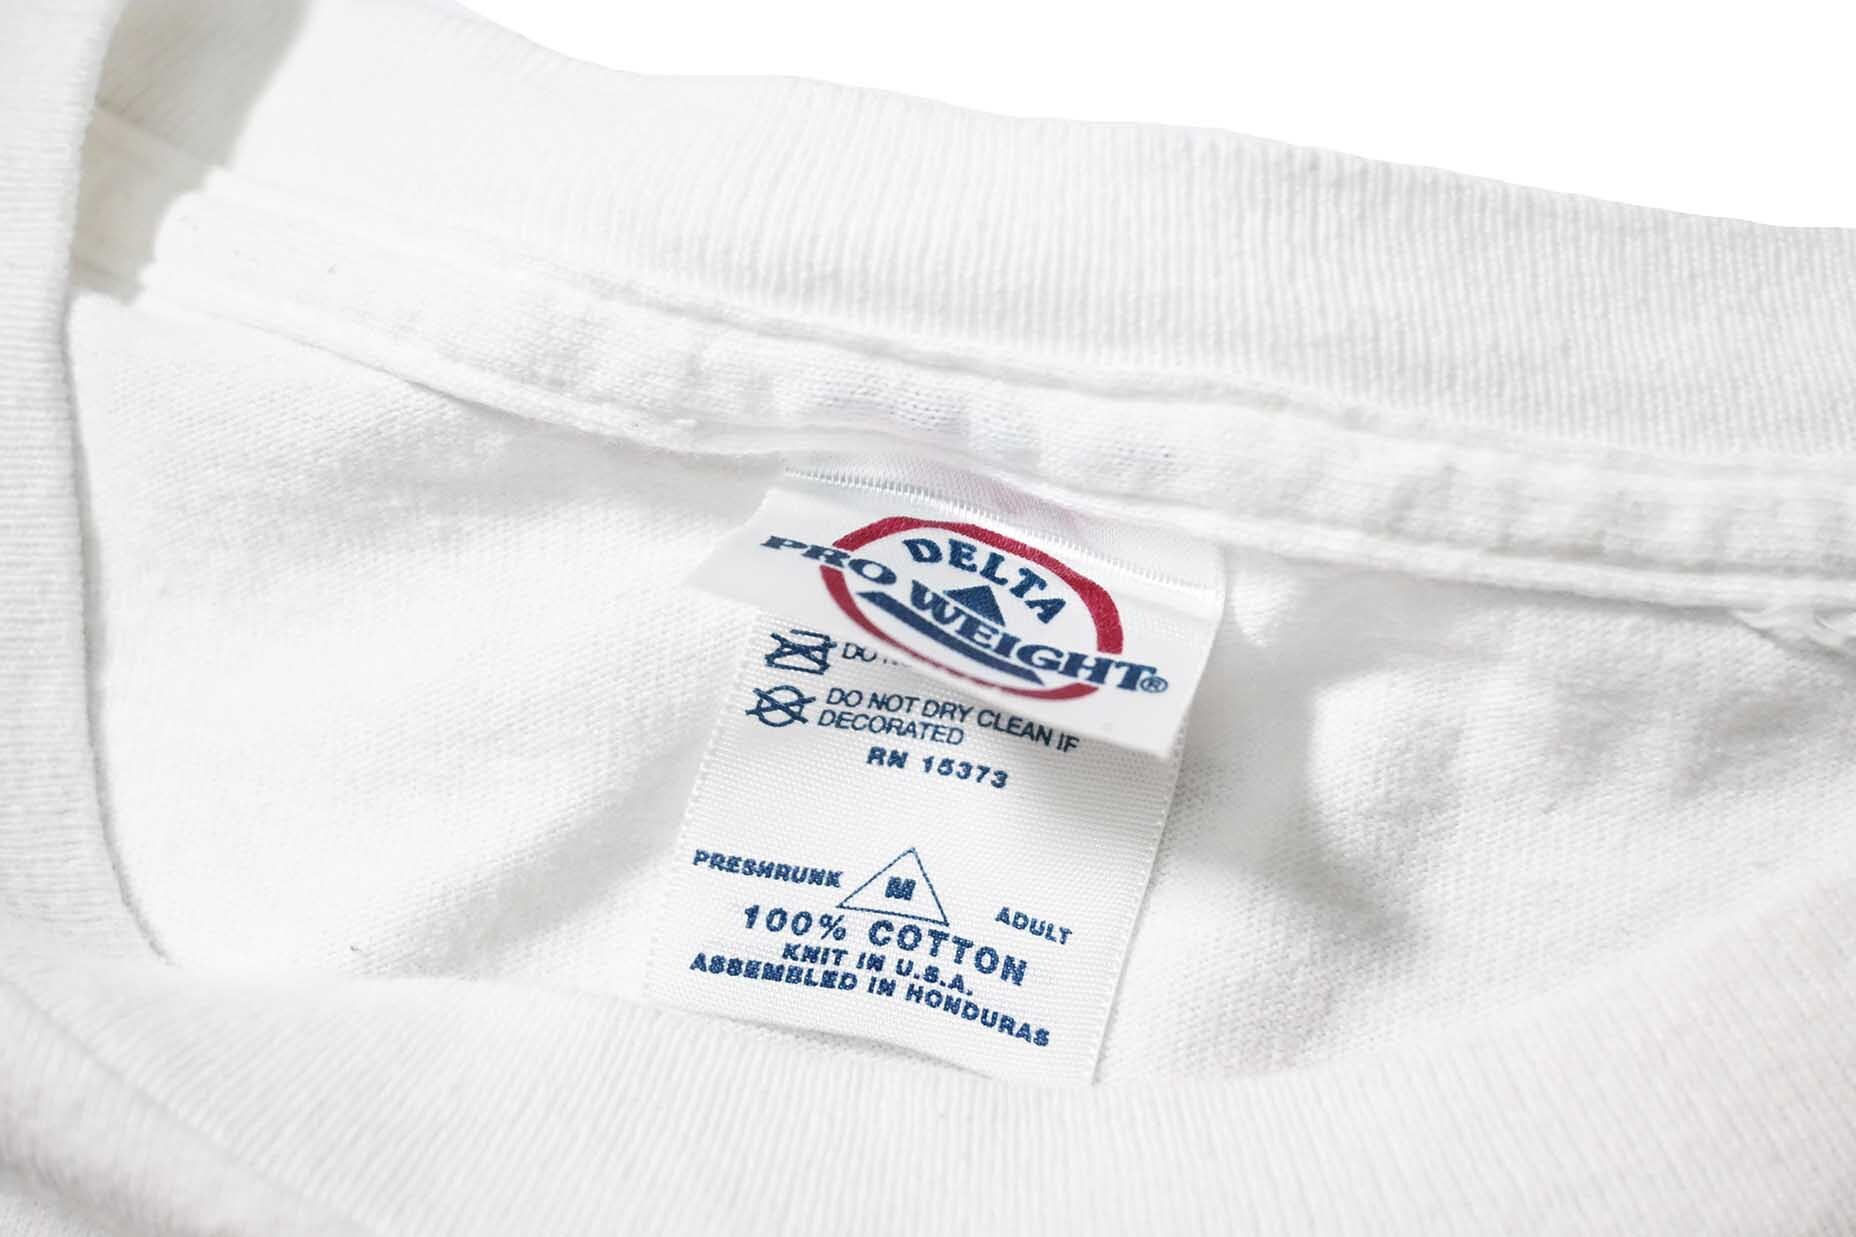 DELTA
PRO WEIGHT®
DO
DO NOT DRY CLEAN IF
DECORATED
RN 15373
PRESHRUNK M ADULT
100% COTTON
KNIT IN U.S.A.
ASSEMBLED IN HONDURAS